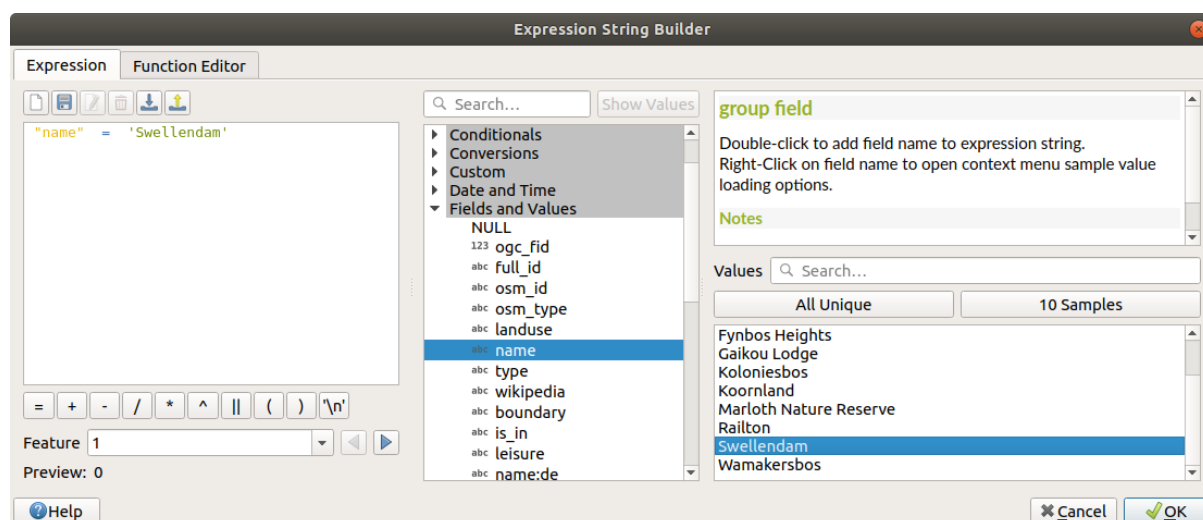 Expression String Builder
Expression Function Editor
"name" = 'Swellendam'
= + - / * ^ || ( ) '\n'
Feature 1
Preview: 0
Search... Show Values
Conditionals
Conversions
Custom
Date and Time
Fields and Values
NULL
123 ogc_fid
abc full_id
abc osm_id
abc osm_type
abc landuse
abc name
abc type
abc wikipedia
abc boundary
abc is_in
abc leisure
abc name:de
group field
Double-click to add field name to expression string.
Right-Click on field name to open context menu sample value
loading options.
Notes
Values Search...
All Unique 10 Samples
Fynbos Heights
Gaikou Lodge
Koloniesbos
Koornland
Marloth Nature Reserve
Railton
Swellendam
Wamakersbos
Help Cancel OK